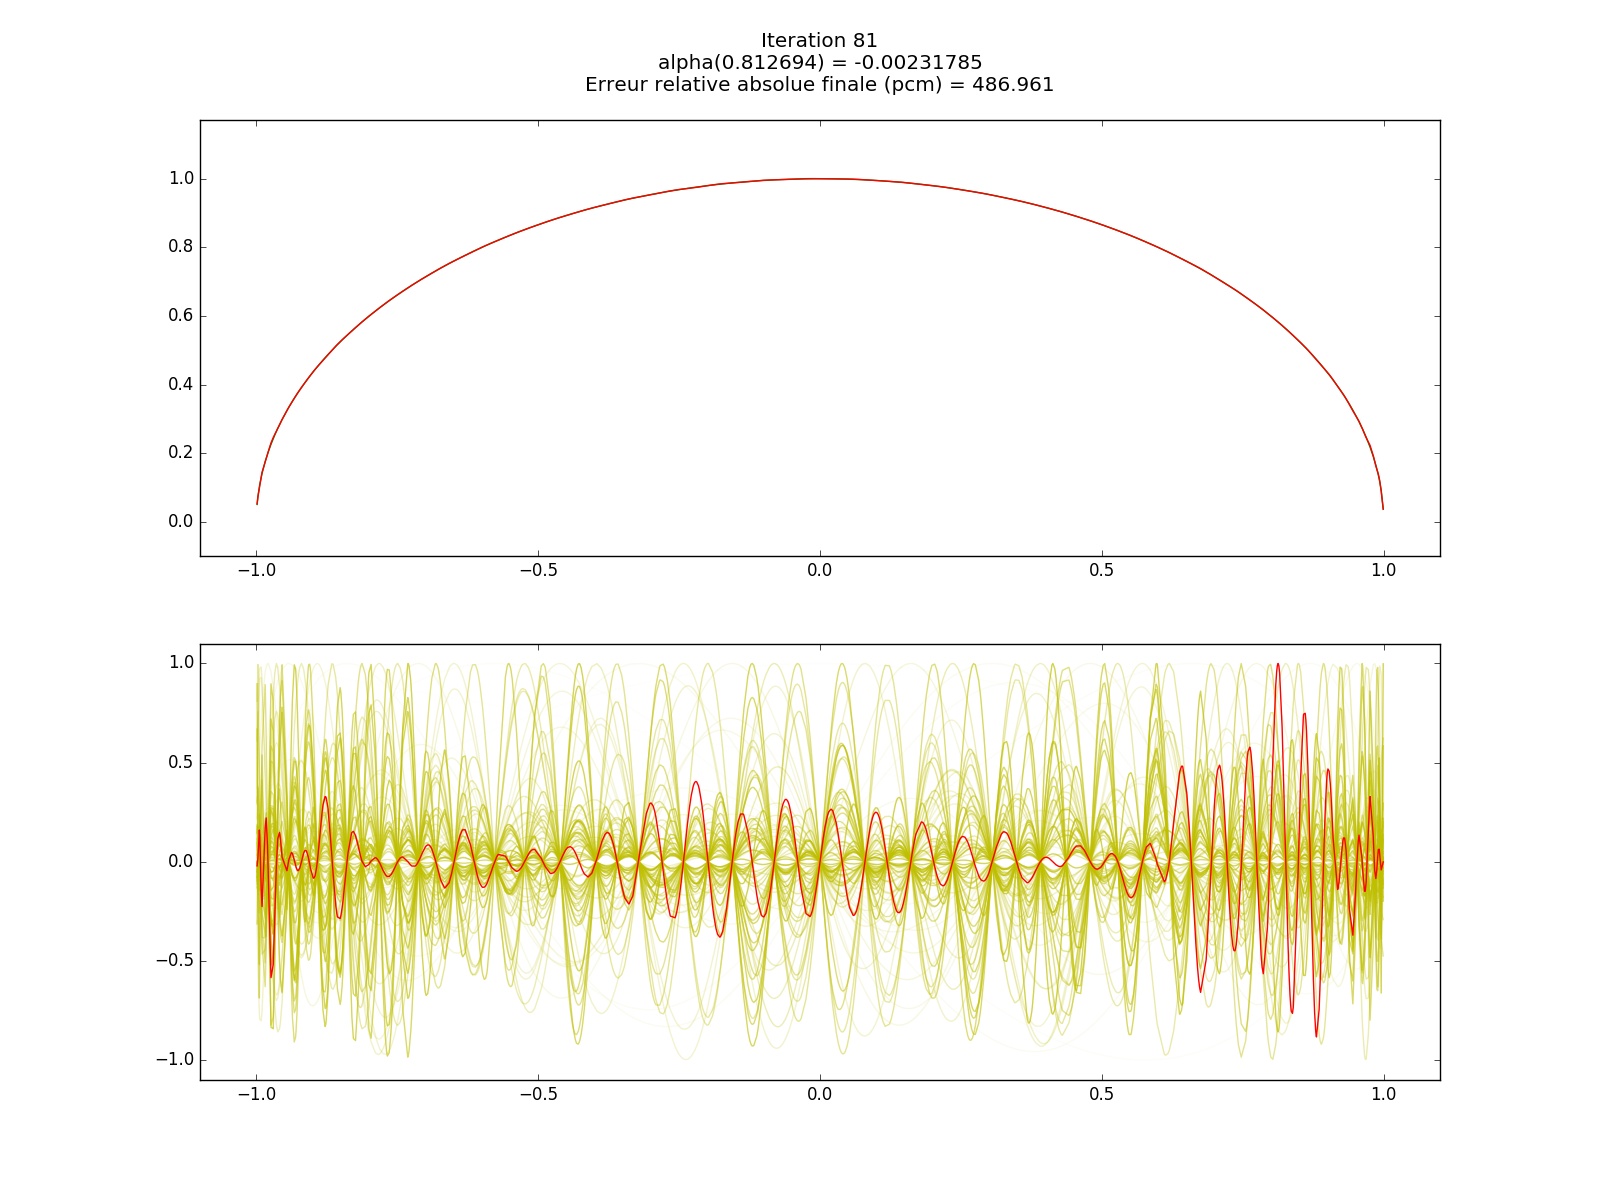 Iteration 81
alpha(0.812694) = -0.00231785
Erreur relative absolue finale (pcm) = 486.961
1.0
0.8
0.6
0.4
0.2
0.0
−1.0 −0.5 0.0 0.5 1.0
1.0
0.5
0.0
−0.5
−1.0
−1.0 −0.5 0.0 0.5 1.0